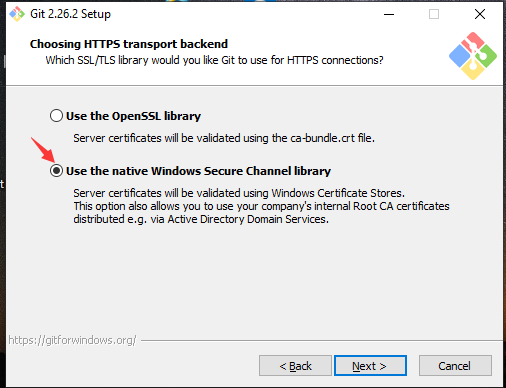 Git 2.26.2 Setup
Choosing HTTPS transport backend
Which SSL/TLS library would you like Git to use for HTTPS connections?
Use the OpenSSL library
Server certificates will be validated using the ca-bundle.crt file.
Use the native Windows Secure Channel library
Server certificates will be validated using Windows Certificate Stores.
This option also allows you to use your company's internal Root CA certificates
distributed e.g. via Active Directory Domain Services.
https://gitforwindows.org/
< Back
Next >
Cancel